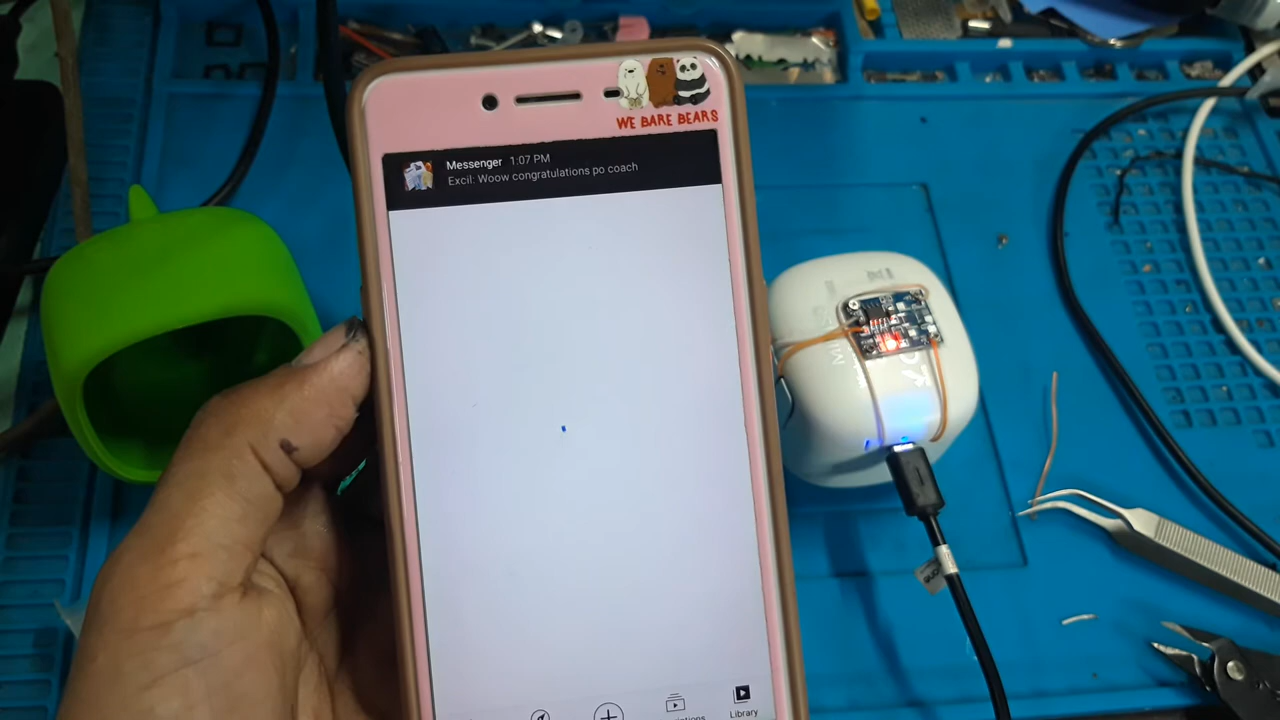 WE BARE BEARS
Messenger 1:07 PM
Excil: Woow congratulations po coach
Library